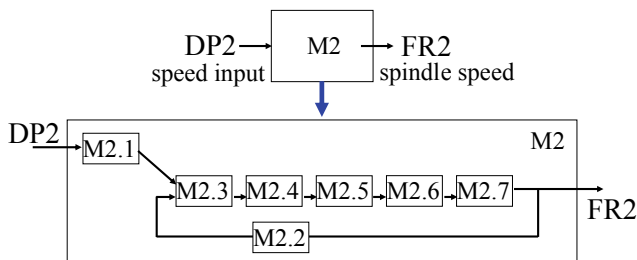 DP2 M2 FR2
speed input spindle speed
DP2 M2.1 M2
M2.3 M2.4 M2.5 M2.6 M2.7
FR2
M2.2